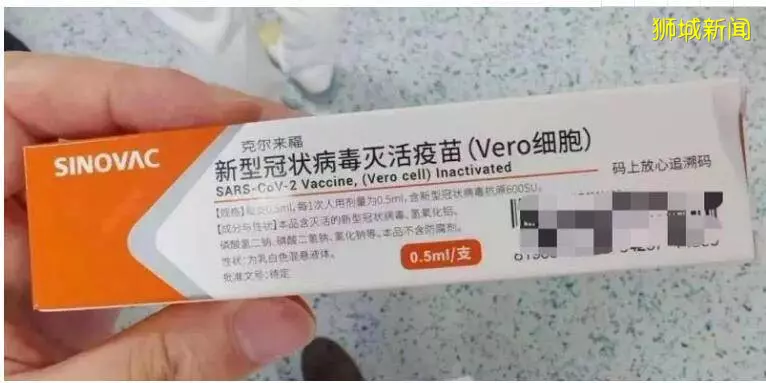 狮城新闻
SINOVAC
克尔来福
新型冠状病毒灭活疫苗(Vero细胞)
SARS-CoV-2 Vaccine, (Vero cell) Inactivated
【规格】每支0.5ml,每1次人用剂量为0.5ml,含新型冠状病毒抗原600SU。
【成分与性状】本品含灭活的新型冠状病毒、氢氧化铝、
磷酸氢二钠、磷酸二氢钠、氯化钠等。本品不含防腐剂。
性状:为乳白色混悬液体。
批准文号:待定
0.5ml/支
码上放心追溯码